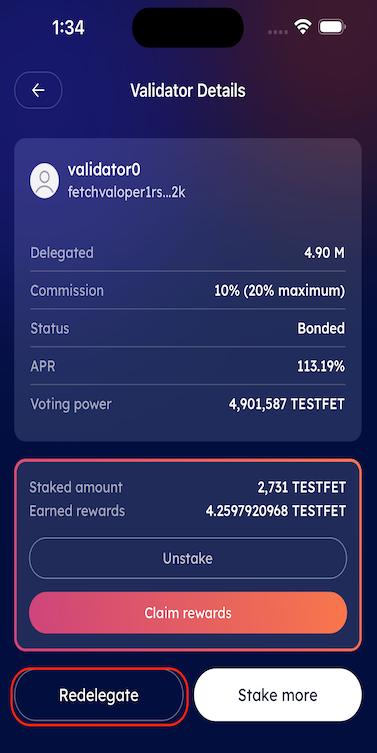 1:34
Validator Details
validator0
fetchvaloper1rs...2k
Delegated 4.90 M
Commission 10% (20% maximum)
Status Bonded
APR 113.19%
Voting power 4,901,587 TESTFET
Staked amount 2,731 TESTFET
Earned rewards 4.2597920968 TESTFET
Unstake
Claim rewards
Redelegate Stake more